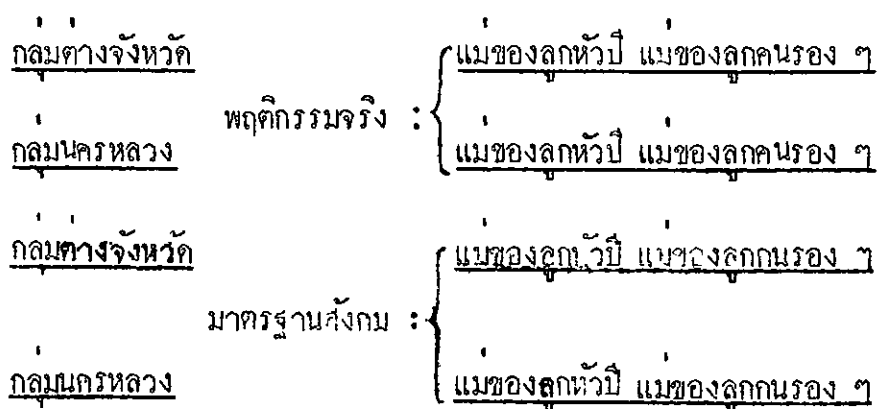 กลุ่มต่างจังหวัด แม่ของลูกหัวปี แม่ของลูกคนรอง ๆ
พฤติกรรมจริง :
กลุ่มนครหลวง แม่ของลูกหัวปี แม่ของลูกคนรอง ๆ
กลุ่มต่างจังหวัด แม่ของลูกหัวปี แม่ของลูกคนรอง ๆ
มาตรฐานสังคม :
กลุ่มนครหลวง แม่ของลูกหัวปี แม่ของลูกคนรอง ๆ